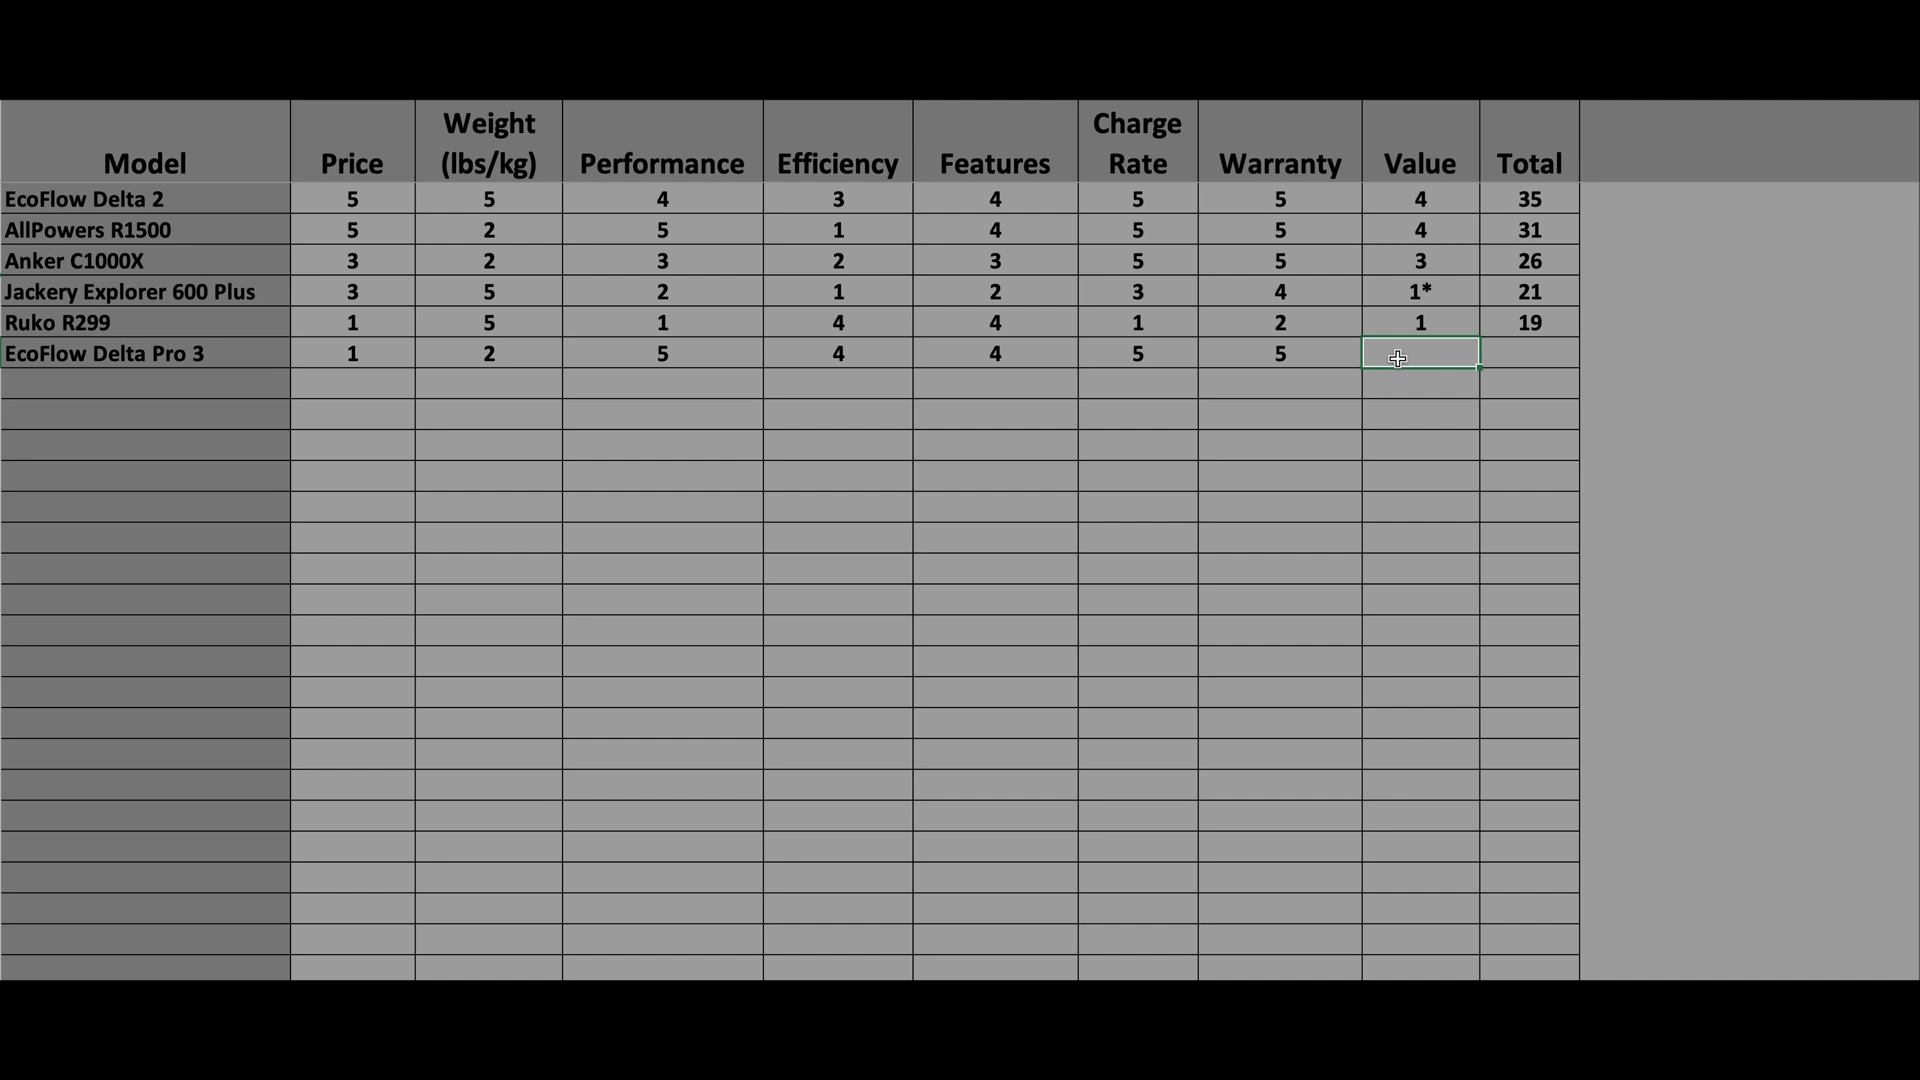 Model Price Weight (lbs/kg) Performance Efficiency Features Charge Rate Warranty Value Total
EcoFlow Delta 2 5 5 4 3 4 5 5 4 35
AllPowers R1500 5 2 5 1 4 5 5 4 31
Anker C1000X 3 2 3 2 3 5 5 3 26
Jackery Explorer 600 Plus 3 5 2 1 2 3 4 1* 21
Ruko R299 1 5 1 4 4 1 2 1 19
EcoFlow Delta Pro 3 1 2 5 4 4 5 5